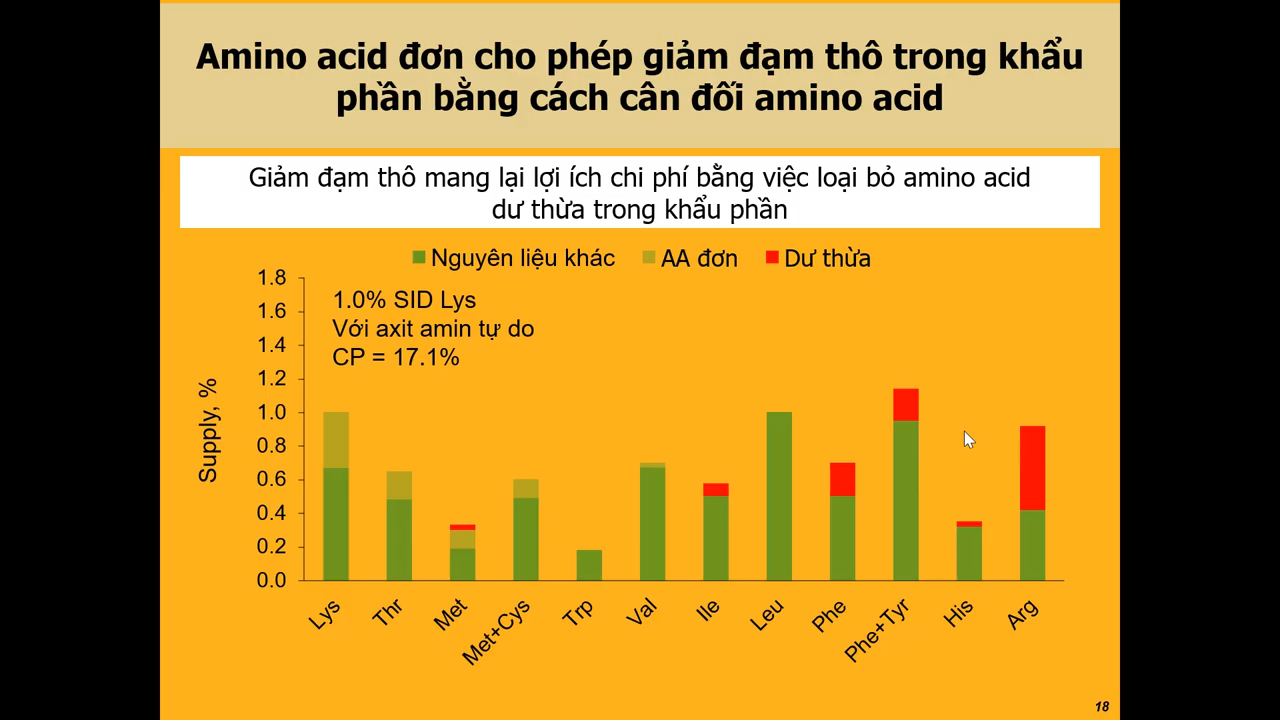 Amino acid đơn cho phép giảm đạm thô trong khẩu
phần bằng cách cân đối amino acid
Giảm đạm thô mang lại lợi ích chi phí bằng việc loại bỏ amino acid
dư thừa trong khẩu phần
Nguyên liệu khác AA đơn Dư thừa
1.0% SID Lys
Với axit amin tự do
CP = 17.1%
Supply, %
1.8
1.6
1.4
1.2
1.0
0.8
0.6
0.4
0.2
0.0
Lys Thr Met Met+Cys Trp Val Ile Leu Phe Phe+Tyr His Arg
18